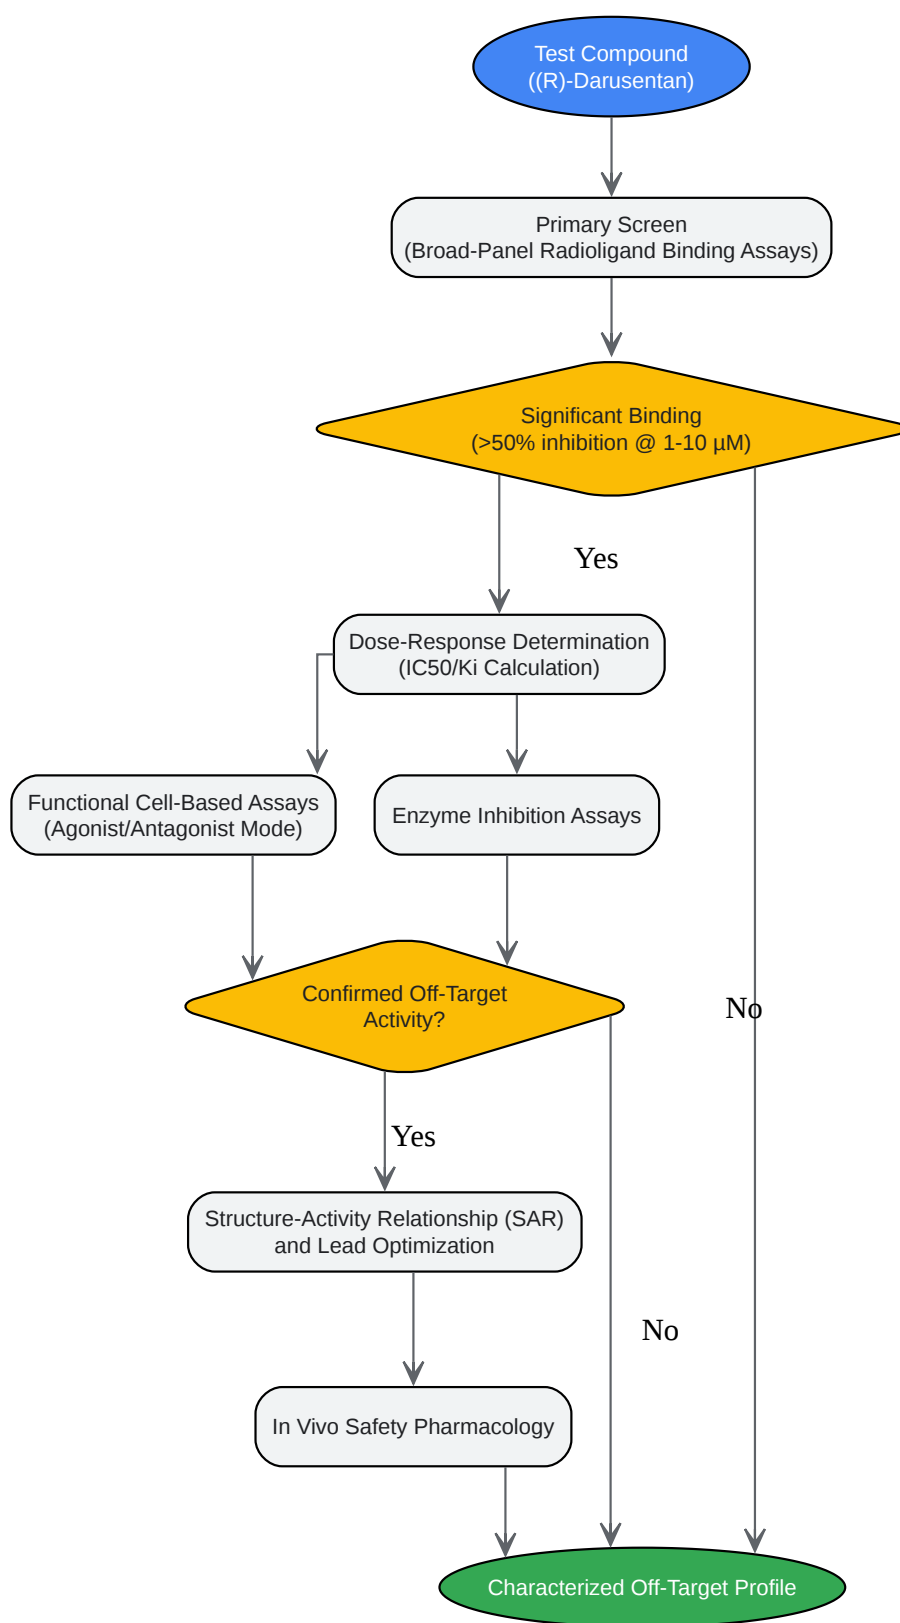 Test Compound
((R)-Darusentan)
Primary Screen
(Broad-Panel Radioligand Binding Assays)
Significant Binding
(>50% inhibition @ 1-10 µM)
Yes
Dose-Response Determination
(IC50/Ki Calculation)
Functional Cell-Based Assays
(Agonist/Antagonist Mode)
Enzyme Inhibition Assays
Confirmed Off-Target
Activity?
No
Yes
Structure-Activity Relationship (SAR)
and Lead Optimization
No
In Vivo Safety Pharmacology
Characterized Off-Target Profile